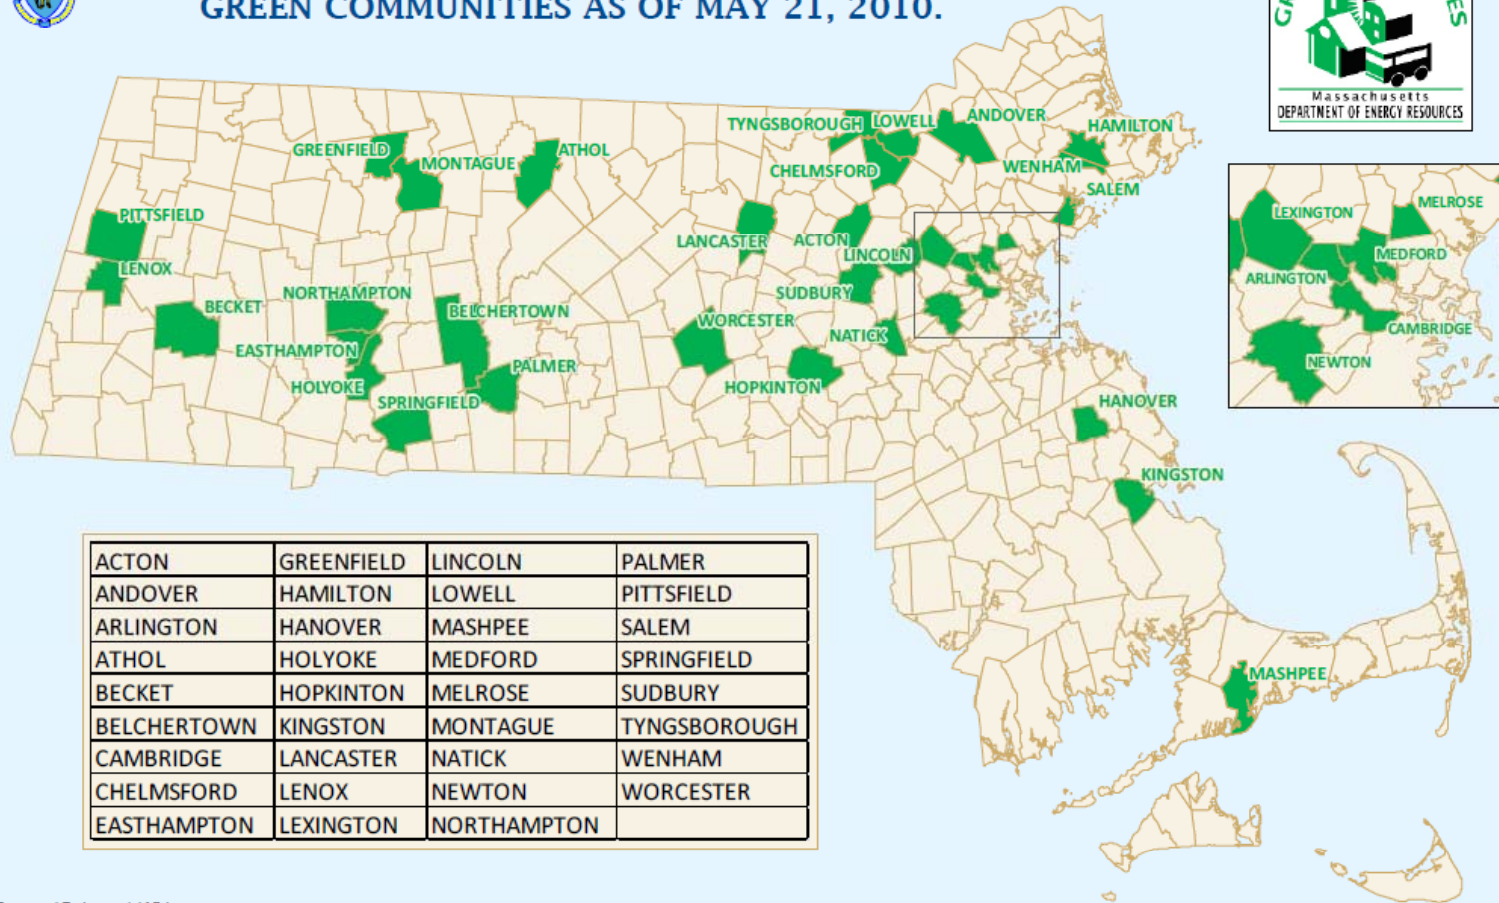 GREEN COMMUNITIES AS OF MAY 21, 2010.
Massachusetts
DEPARTMENT OF ENERGY RESOURCES
TYNGSBOROUGH LOWELL ANDOVER
HAMILTON
GREENFIELD
ATHOL
MONTAGUE
CHELMSFORD
WENHAM
SALEM
PITTSFIELD
LANCASTER
ACTON
LINCOLN
LENOX
NORTHAMPTON
SUDBURY
BECKET
BELCHERTOWN
WORCESTER
NATICK
EASTHAMPTON
PALMER
HOLYOKE
HOPKINTON
SPRINGFIELD
HANOVER
KINGSTON
MASHPEE
LEXINGTON
MELROSE
MEDFORD
ARLINGTON
CAMBRIDGE
NEWTON
ACTON GREENFIELD LINCOLN PALMER
ANDOVER HAMILTON LOWELL PITTSFIELD
ARLINGTON HANOVER MASHPEE SALEM
ATHOL HOLYOKE MEDFORD SPRINGFIELD
BECKET HOPKINTON MELROSE SUDBURY
BELCHERTOWN KINGSTON MONTAGUE TYNGSBOROUGH
CAMBRIDGE LANCASTER NATICK WENHAM
CHELMSFORD LENOX NEWTON WORCESTER
EASTHAMPTON LEXINGTON NORTHAMPTON